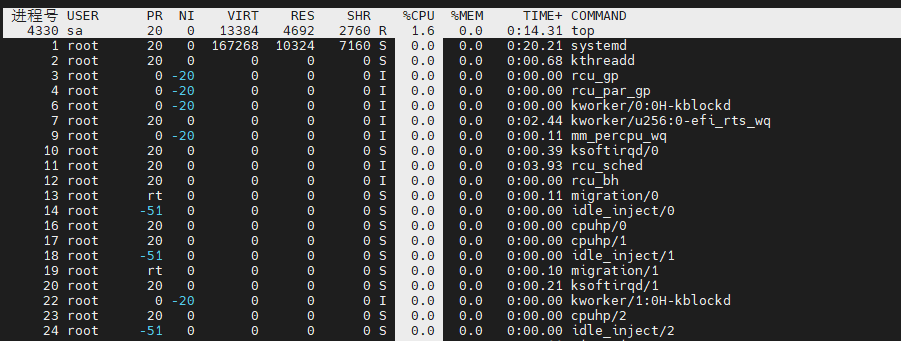 进程号 USER PR NI VIRT RES SHR %CPU %MEM TIME+ COMMAND
4330 sa 20 0 13384 4692 2760 R 1.6 0.0 0:14.31 top
1 root 20 0 167268 10324 7160 S 0.0 0.0 0:20.21 systemd
2 root 20 0 0 0 0 S 0.0 0.0 0:00.68 kthreadd
3 root 0 -20 0 0 0 I 0.0 0.0 0:00.00 rcu_gp
4 root 0 -20 0 0 0 I 0.0 0.0 0:00.00 rcu_par_gp
6 root 0 -20 0 0 0 I 0.0 0.0 0:00.00 kworker/0:0H-kblockd
7 root 20 0 0 0 0 I 0.0 0.0 0:02.44 kworker/u256:0-efi_rts_wq
9 root 0 -20 0 0 0 I 0.0 0.0 0:00.11 mm_percpu_wq
10 root 20 0 0 0 0 S 0.0 0.0 0:00.39 ksoftirqd/0
11 root 20 0 0 0 0 I 0.0 0.0 0:03.93 rcu_sched
12 root 20 0 0 0 0 I 0.0 0.0 0:00.00 rcu_bh
13 root rt 0 0 0 0 S 0.0 0.0 0:00.11 migration/0
14 root -51 0 0 0 0 S 0.0 0.0 0:00.00 idle_inject/0
16 root 20 0 0 0 0 S 0.0 0.0 0:00.00 cpuhp/0
17 root 20 0 0 0 0 S 0.0 0.0 0:00.00 cpuhp/1
18 root -51 0 0 0 0 S 0.0 0.0 0:00.00 idle_inject/1
19 root rt 0 0 0 0 S 0.0 0.0 0:00.10 migration/1
20 root 20 0 0 0 0 S 0.0 0.0 0:00.21 ksoftirqd/1
22 root 0 -20 0 0 0 I 0.0 0.0 0:00.00 kworker/1:0H-kblockd
23 root 20 0 0 0 0 S 0.0 0.0 0:00.00 cpuhp/2
24 root -51 0 0 0 0 S 0.0 0.0 0:00.00 idle_inject/2